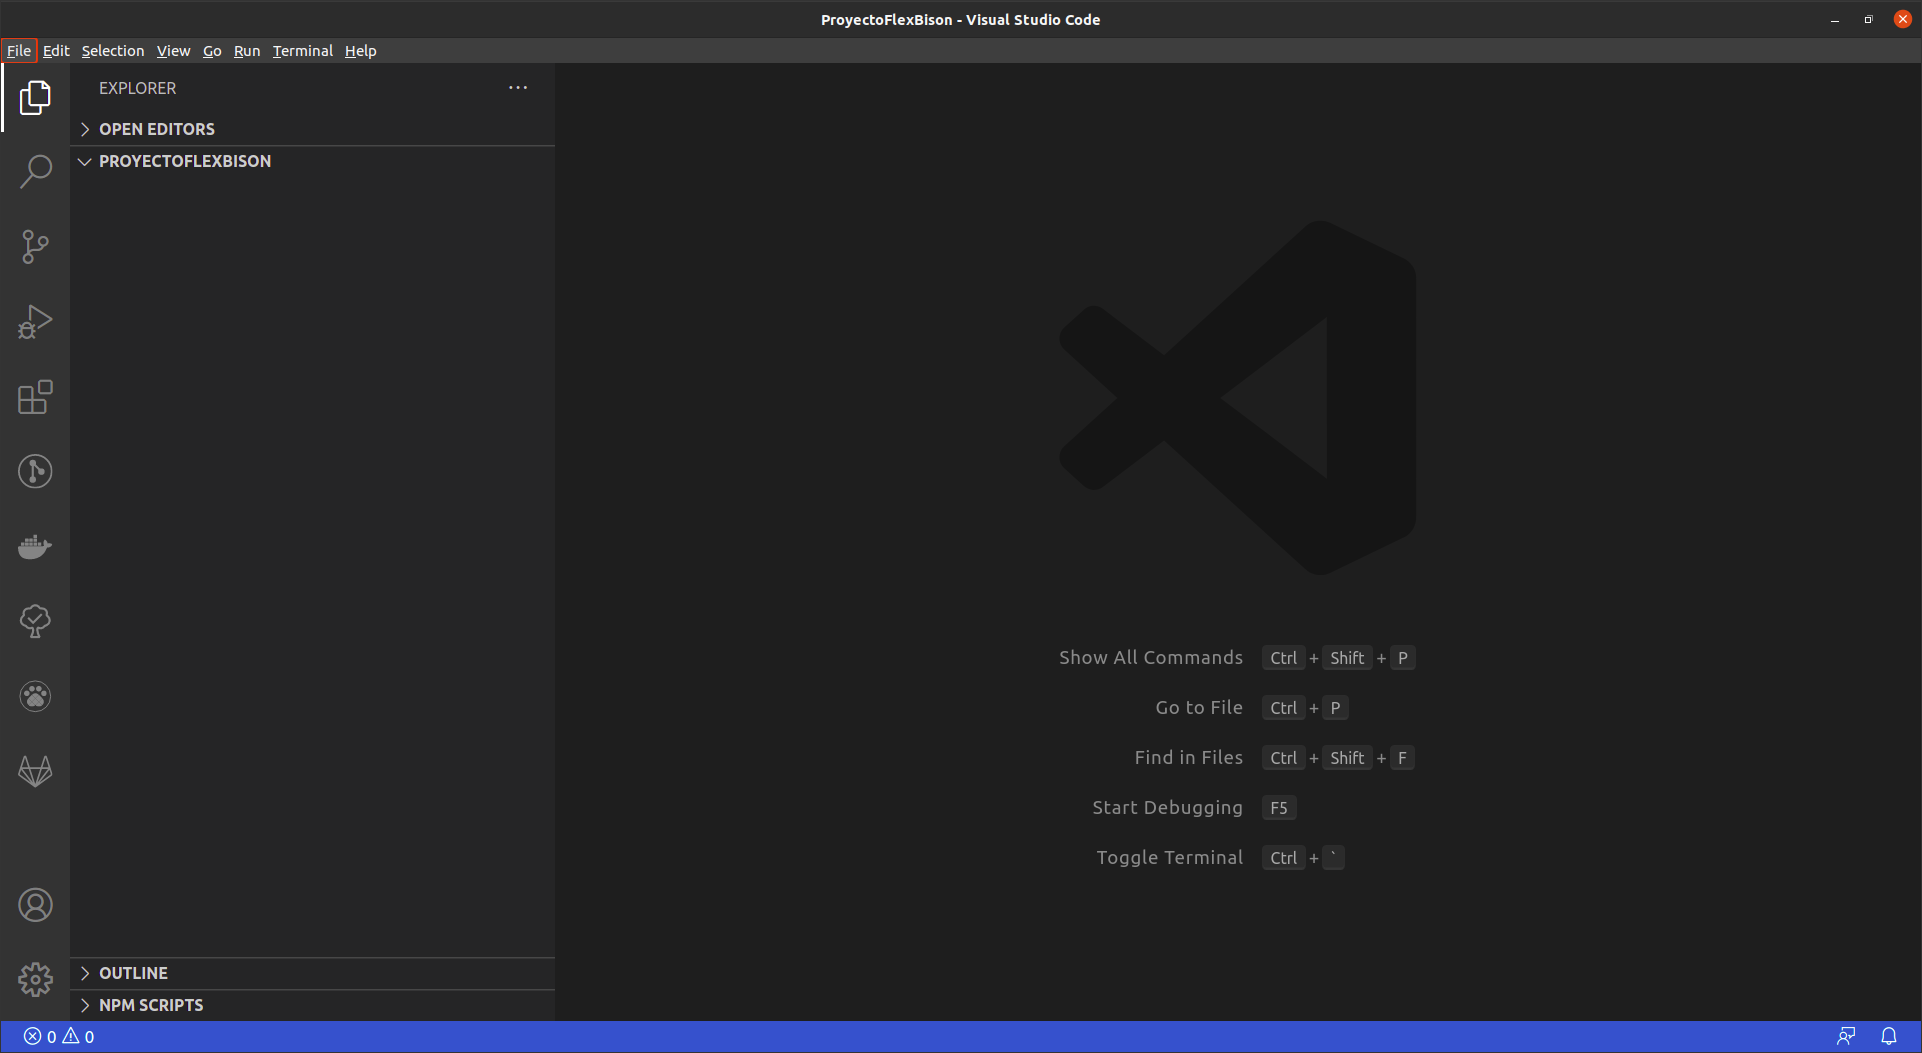 ProyectoFlexBison - Visual Studio Code
File Edit Selection View Go Run Terminal Help
EXPLORER
OPEN EDITORS
PROYECTOFLEXBISON
Show All Commands Ctrl + Shift + P
Go to File Ctrl + P
Find in Files Ctrl + Shift + F
Start Debugging F5
Toggle Terminal Ctrl + `
OUTLINE
NPM SCRIPTS
0 0